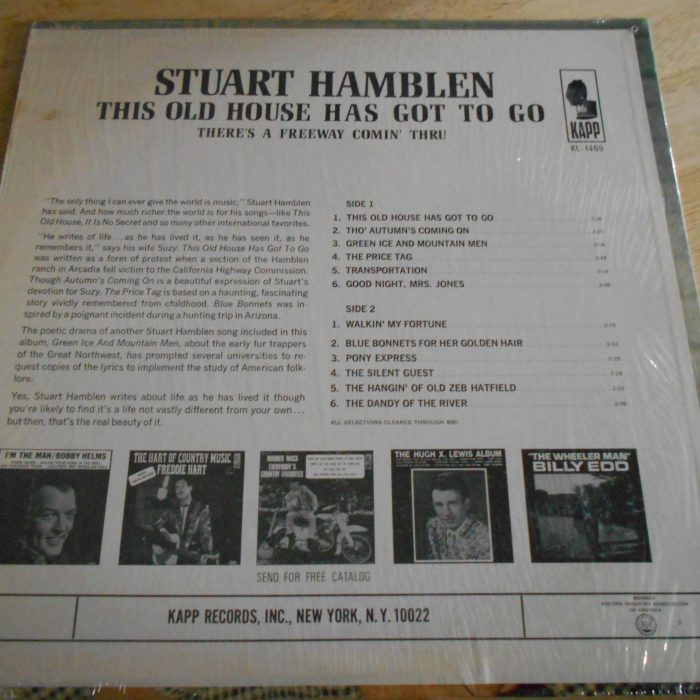 STUART HAMBLEN
THIS OLD HOUSE HAS GOT TO GO
THERE'S A FREEWAY COMIN' THRU
KAPP
KL-1469
"The only thing I can ever give the world is music," Stuart Hamblen
has said. And how much richer the world is for his songs—like This
Old House, It Is No Secret and so many other international favorites.
"He writes of life...as he has lived it, as he has seen it, as he
remembers it," says his wife Suzy. This Old House Has Got To Go
was written as a form of protest when a section of the Hamblen
ranch in Arcadia fell victim to the California Highway Commission.
Though Autumn's Coming On is a beautiful expression of Stuart's
devotion for Suzy. The Price Tag is based on a haunting, fascinating
story vividly remembered from childhood. Blue Bonnets was in-
spired by a poignant incident during a hunting trip in Arizona.
The poetic drama of another Stuart Hamblen song included in this
album, Green Ice And Mountain Men, about the early fur trappers
of the Great Northwest, has prompted several universities to re-
quest copies of the lyrics to implement the study of American folk-
lore.
Yes, Stuart Hamblen writes about life as he has lived it though
you're likely to find it's a life not vastly different from your own...
but then, that's the real beauty of it.
SIDE 1
1. THIS OLD HOUSE HAS GOT TO GO
2. THO' AUTUMN'S COMING ON
3. GREEN ICE AND MOUNTAIN MEN
4. THE PRICE TAG
5. TRANSPORTATION
6. GOOD NIGHT, MRS. JONES
SIDE 2
1. WALKIN' MY FORTUNE
2. BLUE BONNETS FOR HER GOLDEN HAIR
3. PONY EXPRESS
4. THE SILENT GUEST
5. THE HANGIN' OF OLD ZEB HATFIELD
6. THE DANDY OF THE RIVER
ALL SELECTIONS CLEARED THROUGH BMI
I'M THE MAN/BOBBY HELMS
THE HART OF COUNTRY MUSIC
FREDDIE HART
WARNER MACK
EVERYBODY'S
COUNTRY FAVORITES
THE HUGH X. LEWIS ALBUM
"THE WHEELER MAN"
BILLY EDD
SEND FOR FREE CATALOG
KAPP RECORDS, INC., NEW YORK, N.Y. 10022
MEMBER
RECORD INDUSTRY ASSOCIATION
OF AMERICA